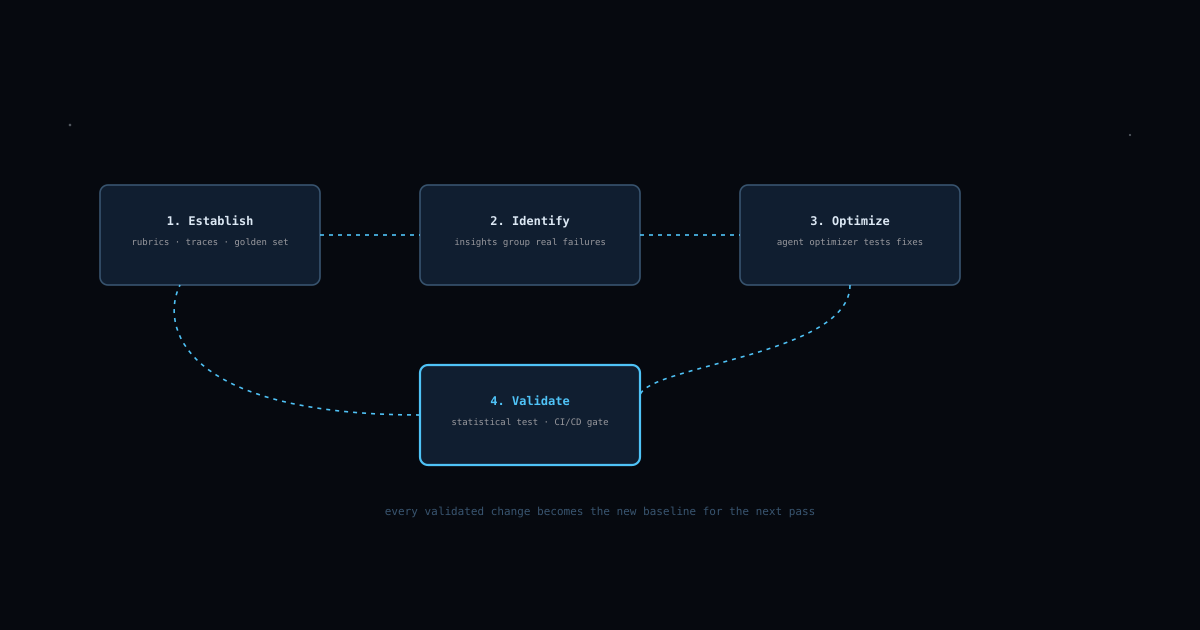 1. Establish
rubrics · traces · golden set
2. Identify
insights group real failures
3. Optimize
agent optimizer tests fixes
4. Validate
statistical test · CI/CD gate
every validated change becomes the new baseline for the next pass